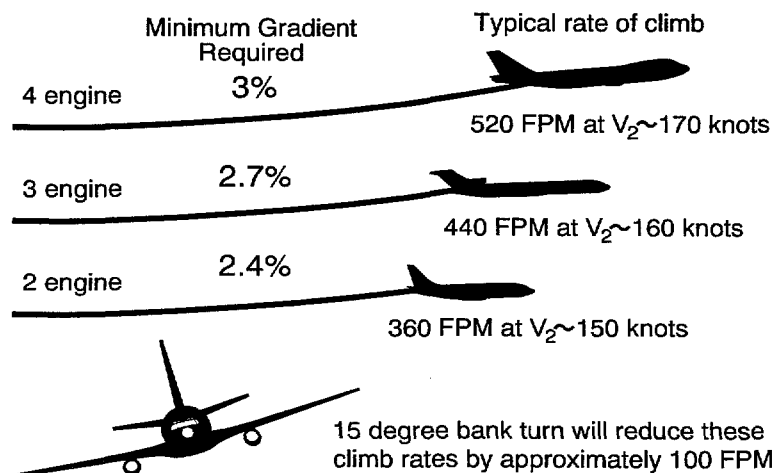 Minimum Gradient
Required
Typical rate of climb
4 engine
3%
520 FPM at V₂~170 knots
3 engine
2.7%
440 FPM at V₂~160 knots
2 engine
2.4%
360 FPM at V₂~150 knots
15 degree bank turn will reduce these
climb rates by approximately 100 FPM